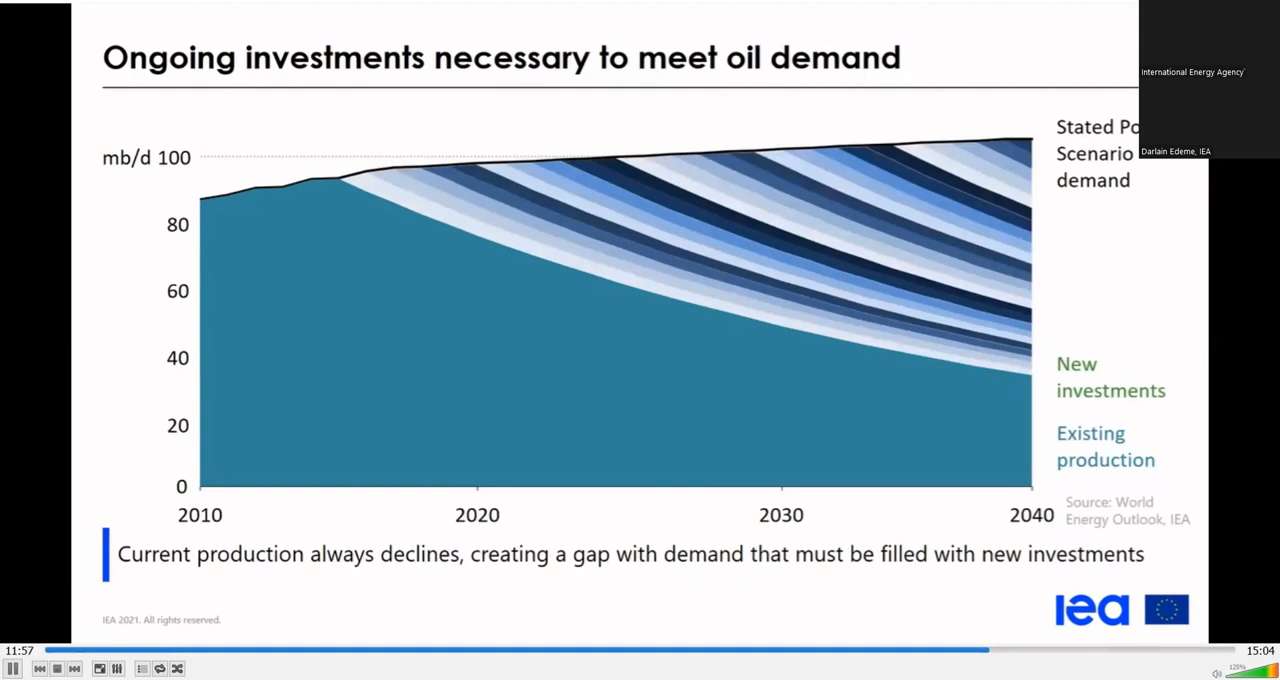 Ongoing investments necessary to meet oil demand
International Energy Agency
Darlain Edeme, IEA
Stated Po
Scenario
demand
mb/d 100
80
60
40
20
0
2010
2020
2030
2040
New
investments
Existing
production
Source: World
Energy Outlook, IEA
Current production always declines, creating a gap with demand that must be filled with new investments
IEA 2021. All rights reserved.
iea
11:57
15:04
125%